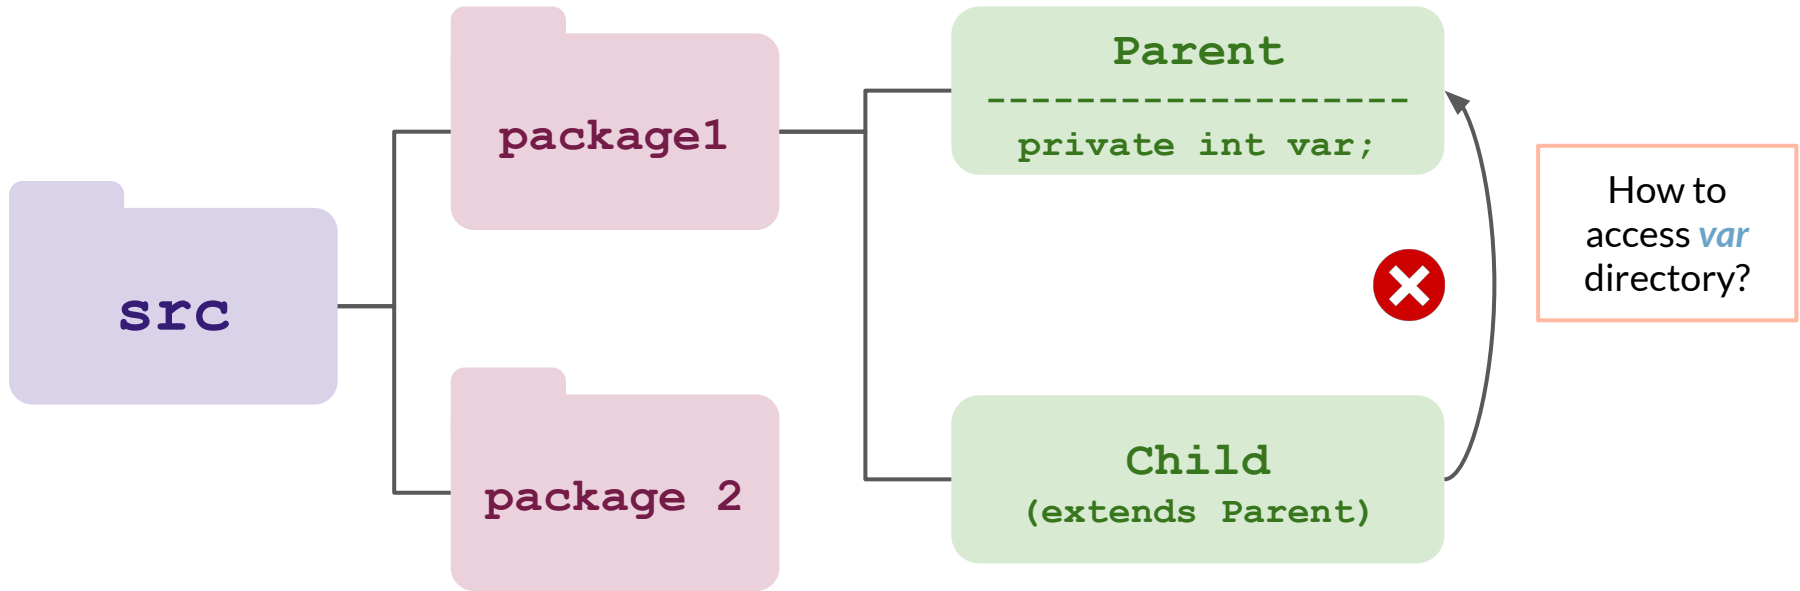 src
package1
package 2
Parent
-------------------
private int var;
Child
(extends Parent)
How to
access var
directory?